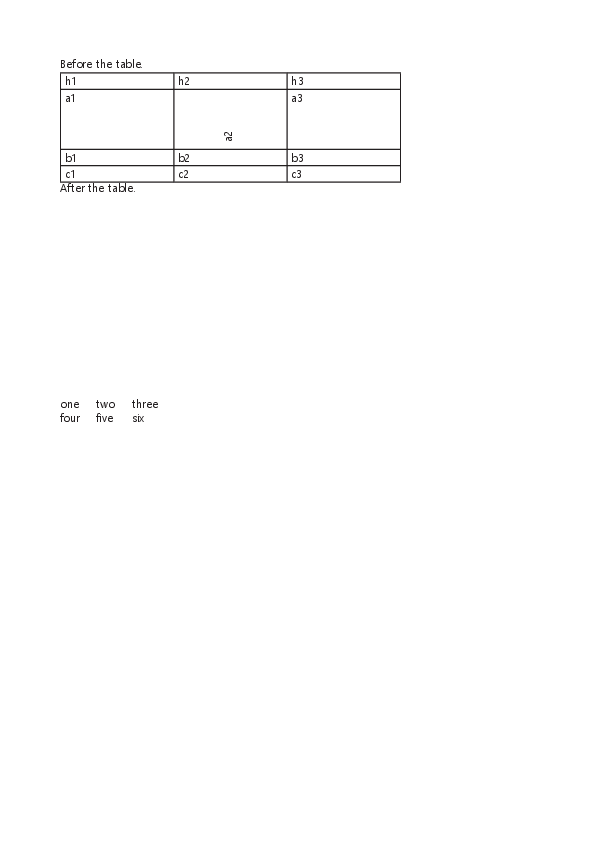 Before the table.
h1 h2 h3
a1 a2 a3
b1 b2 b3
c1 c2 c3
After the table.
one two three
four five six